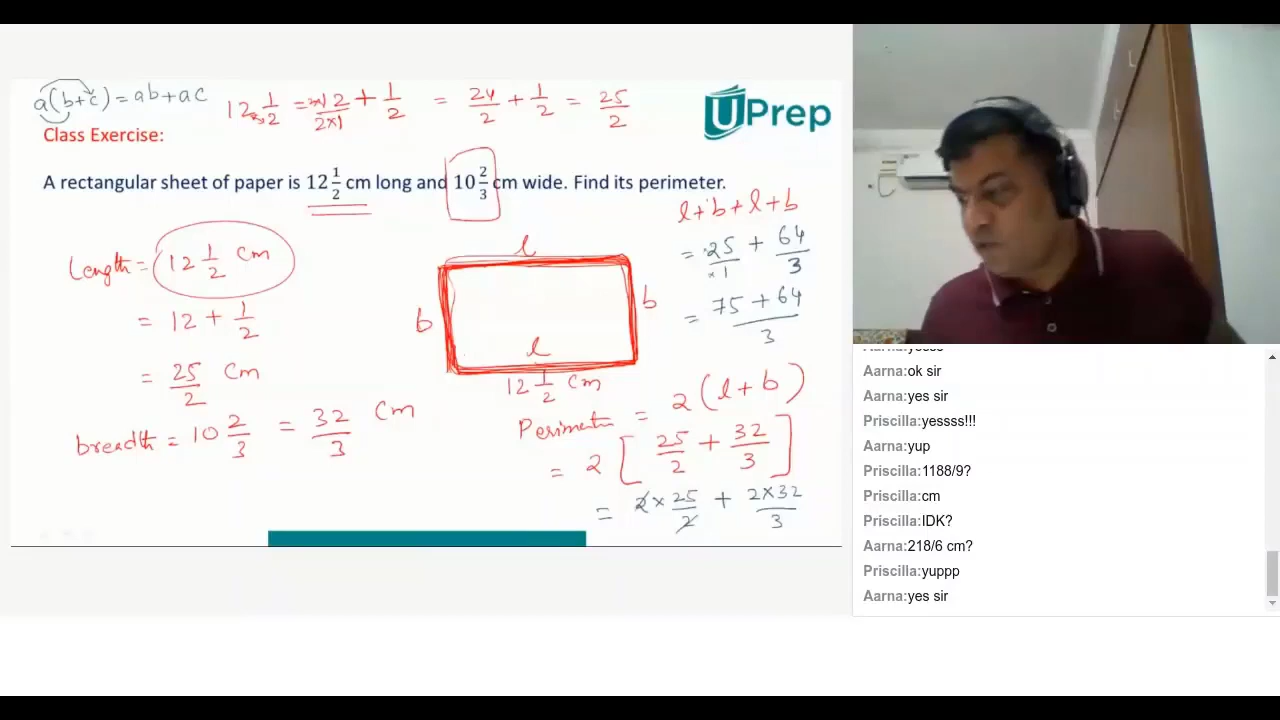 a(b+c) = ab+ac
12 1/2 = 2×12/2×1 + 1/2 = 24/2 + 1/2 = 25/2
UPrep
Class Exercise:
A rectangular sheet of paper is 12 1/2 cm long and 10 2/3 cm wide. Find its perimeter.
length = 12 1/2 cm
= 12 + 1/2
= 25/2 cm
breadth = 10 2/3 = 32/3 cm
l
b
b
l
12 1/2 cm
l+b+l+b
= 25/×1 + 64/3
= 75 + 64/3
Perimeter = 2(l+b)
= 2[25/2 + 32/3]
= 2×25/2 + 2×32/3
Aarna:ok sir
Aarna:yes sir
Priscilla:yessss!!!
Aarna:yup
Priscilla:1188/9?
Priscilla:cm
Priscilla:IDK?
Aarna:218/6 cm?
Priscilla:yuppp
Aarna:yes sir